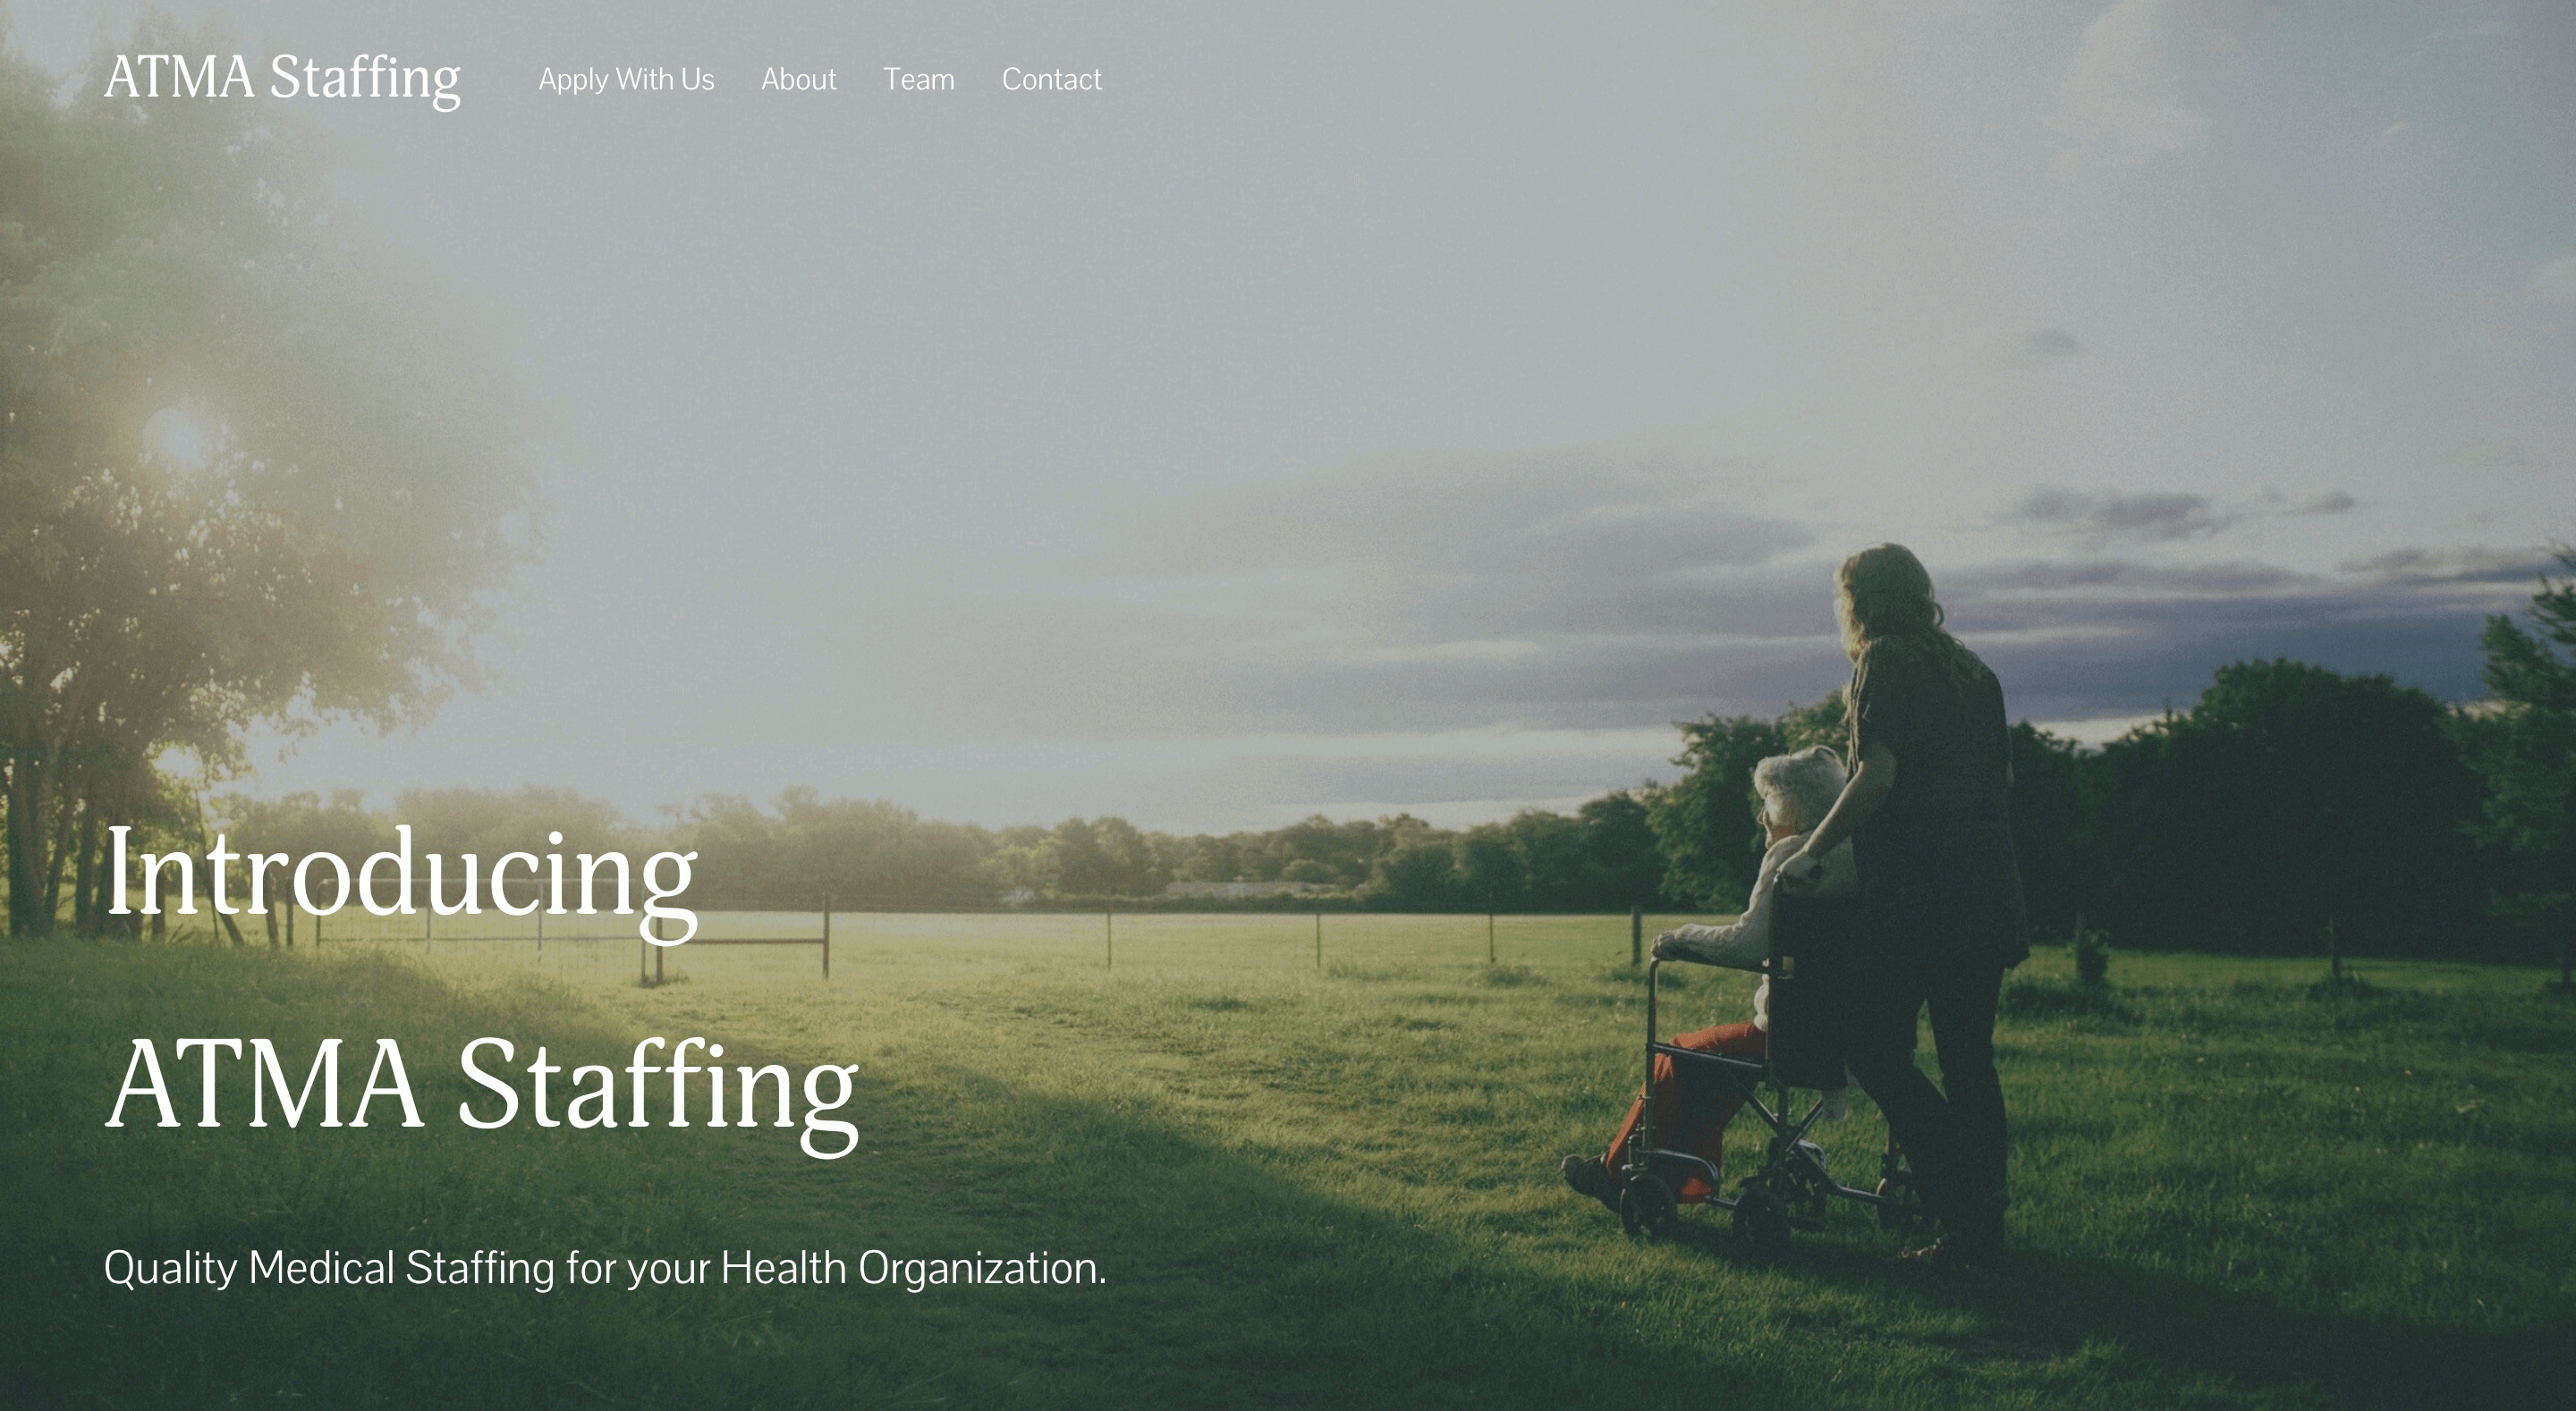 ATMA Staffing Apply With Us About Team Contact
Introducing
ATMA Staffing
Quality Medical Staffing for your Health Organization.